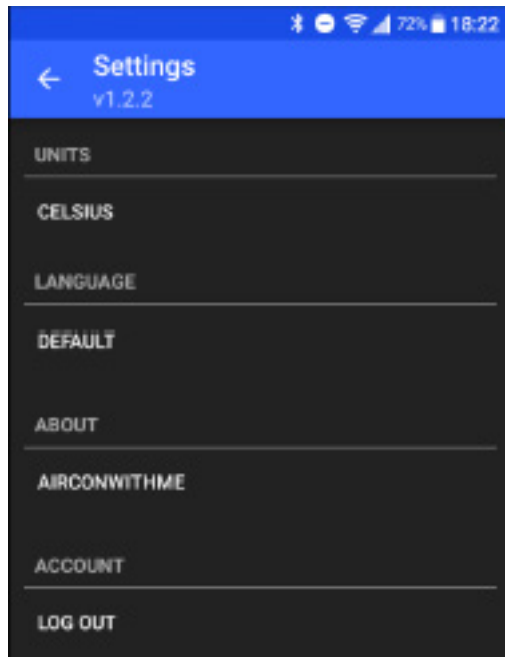 72% 18:22
Settings
v1.2.2
UNITS
CELSIUS
LANGUAGE
DEFAULT
ABOUT
AIRCONWITHME
ACCOUNT
LOG OUT